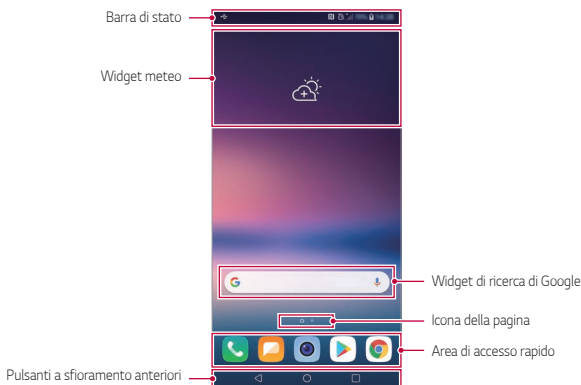 Barra di stato
Widget meteo
Widget di ricerca di Google
Icona della pagina
Area di accesso rapido
Pulsanti a sfioramento anteriori